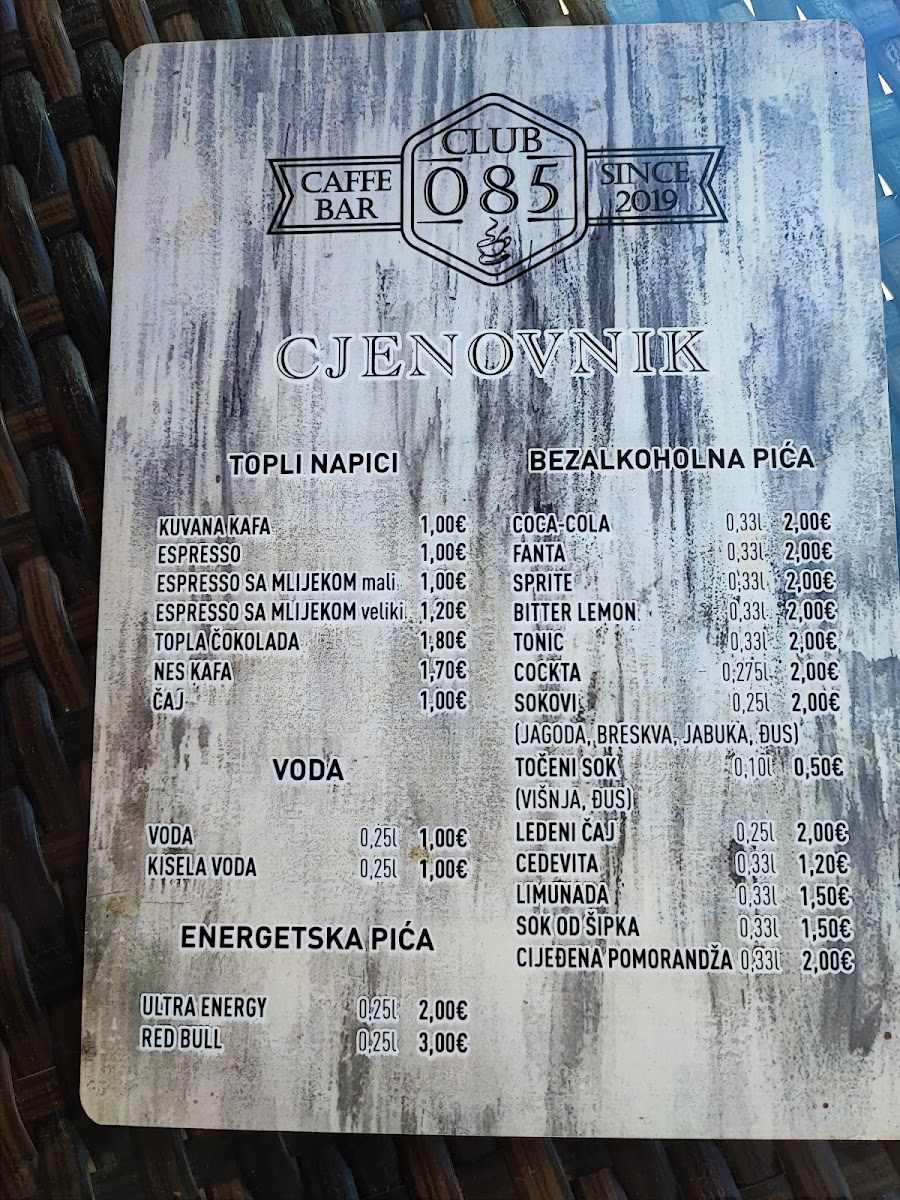 CLUB
085
CAFFE
BAR
SINCE
2019
CJENOVNIK
TOPLI NAPICI
KUVANA KAFA 1,00€
ESPRESSO 1,00€
ESPRESSO SA MLIJEKOM mali 1,00€
ESPRESSO SA MLIJEKOM veliki 1,20€
TOPLA ČOKOLADA 1,80€
NES KAFA 1,70€
ČAJ 1,00€
VODA
VODA 0,25l 1,00€
KISELA VODA 0,25l 1,00€
ENERGETSKA PIĆA
ULTRA ENERGY 0,25l 2,00€
RED BULL 0,25l 3,00€
BEZALKOHOLNA PIĆA
COCA-COLA 0,33l 2,00€
FANTA 0,33l 2,00€
SPRITE 0,33l 2,00€
BITTER LEMON 0,33l 2,00€
TONIC 0,33l 2,00€
COCKTA 0,275l 2,00€
SOKOVI 0,25l 2,00€
(JAGODA, BRESKVA, JABUKA, ĐUS)
TOČENI SOK 0,10l 0,50€
(VIŠNJA, ĐUS)
LEDENI ČAJ 0,25l 2,00€
CEDEVITA 0,33l 1,20€
LIMUNADA 0,33l 1,50€
SOK OD ŠIPKA 0,33l 1,50€
CIJEĐENA POMORANDŽA 0,33l 2,00€